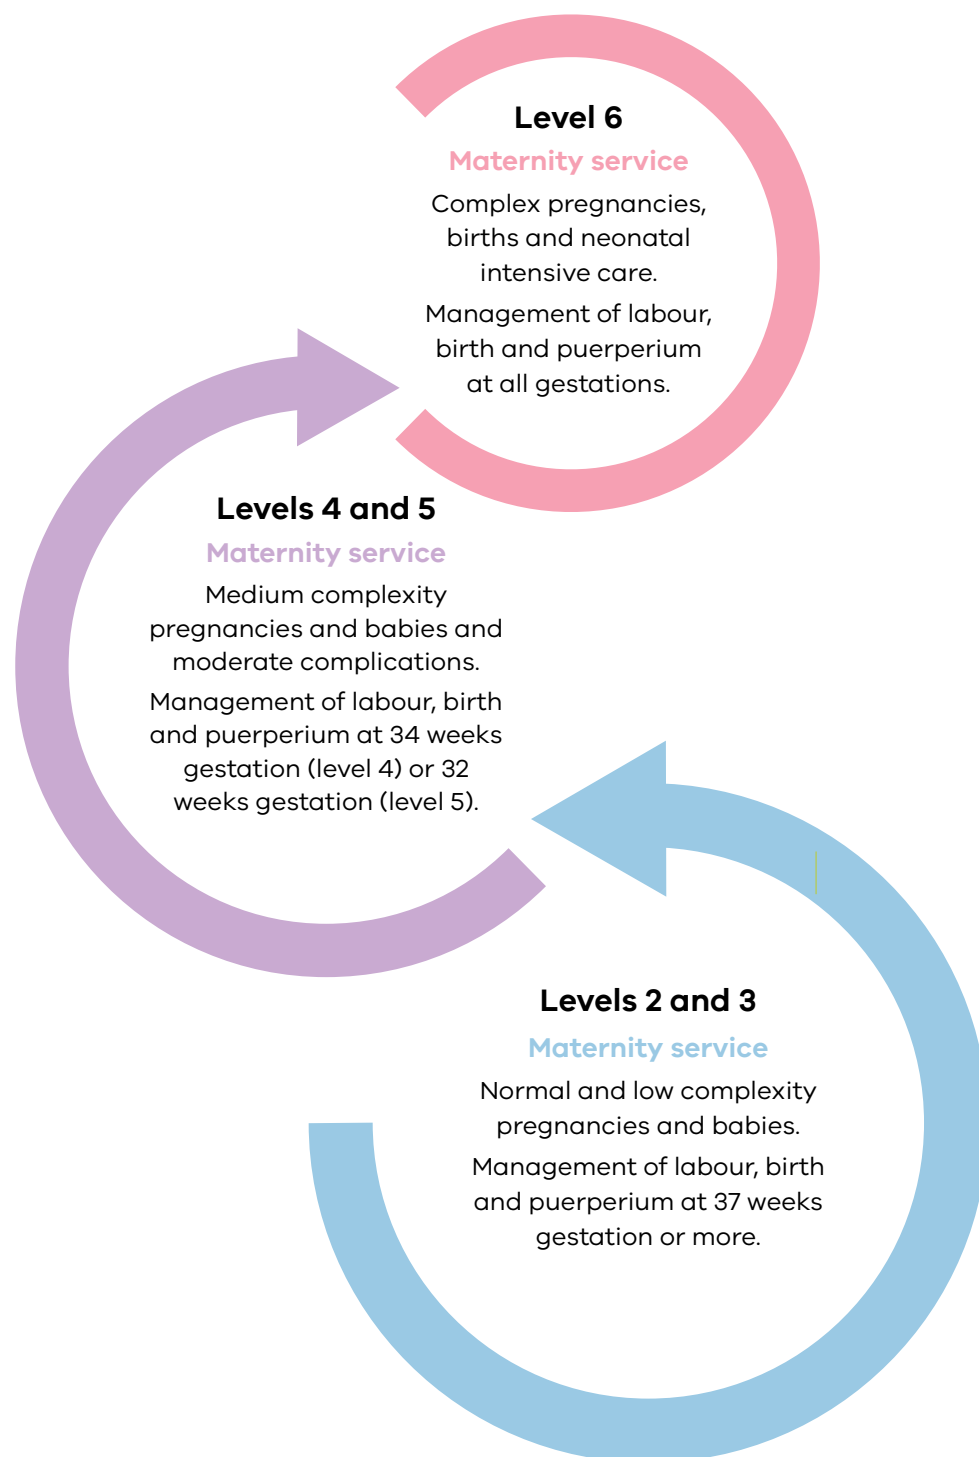 Level 6
Maternity service
Complex pregnancies,
births and neonatal
intensive care.
Management of labour,
birth and puerperium
at all gestations.
Levels 4 and 5
Maternity service
Medium complexity
pregnancies and babies and
moderate complications.
Management of labour, birth
and puerperium at 34 weeks
gestation (level 4) or 32
weeks gestation (level 5).
Levels 2 and 3
Maternity service
Normal and low complexity
pregnancies and babies.
Management of labour, birth
and puerperium at 37 weeks
gestation or more.